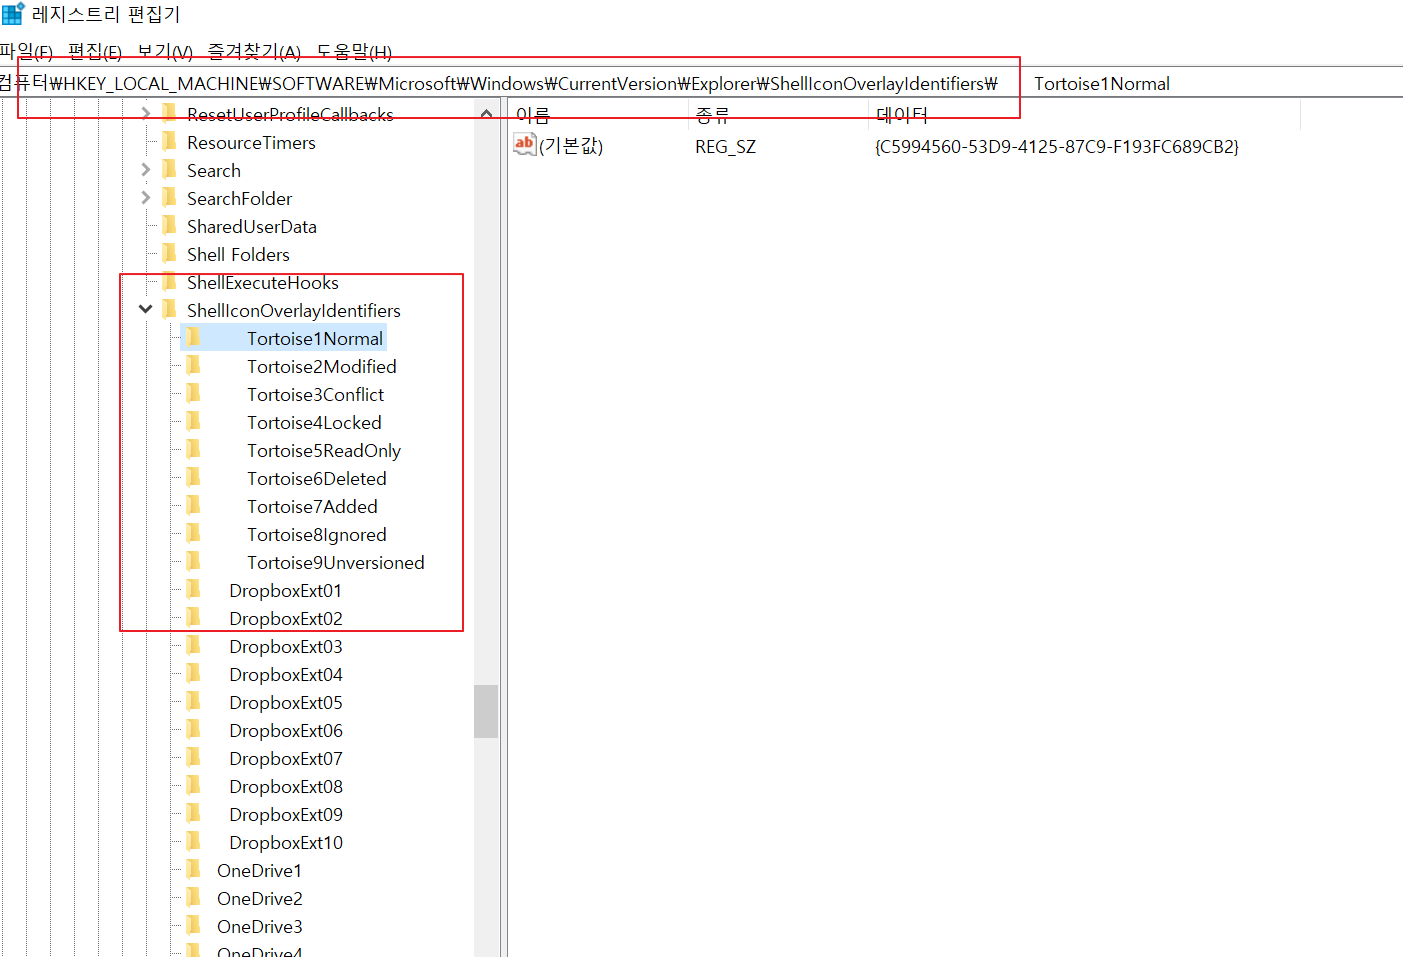 레지스트리 편집기
파일(F) 편집(E) 보기(V) 즐겨찾기(A) 도움말(H)
컴퓨터₩HKEY_LOCAL_MACHINE₩SOFTWARE₩Microsoft₩Windows₩CurrentVersion₩Explorer₩ShellIconOverlayIdentifiers₩ Tortoise1Normal
ResetUserProfileCallbacks
ResourceTimers
Search
SearchFolder
SharedUserData
Shell Folders
ShellExecuteHooks
ShellIconOverlayIdentifiers
Tortoise1Normal
Tortoise2Modified
Tortoise3Conflict
Tortoise4Locked
Tortoise5ReadOnly
Tortoise6Deleted
Tortoise7Added
Tortoise8Ignored
Tortoise9Unversioned
DropboxExt01
DropboxExt02
DropboxExt03
DropboxExt04
DropboxExt05
DropboxExt06
DropboxExt07
DropboxExt08
DropboxExt09
DropboxExt10
OneDrive1
OneDrive2
OneDrive3
OneDrive4
이름 종류 데이터
ab (기본값) REG_SZ {C5994560-53D9-4125-87C9-F193FC689CB2}